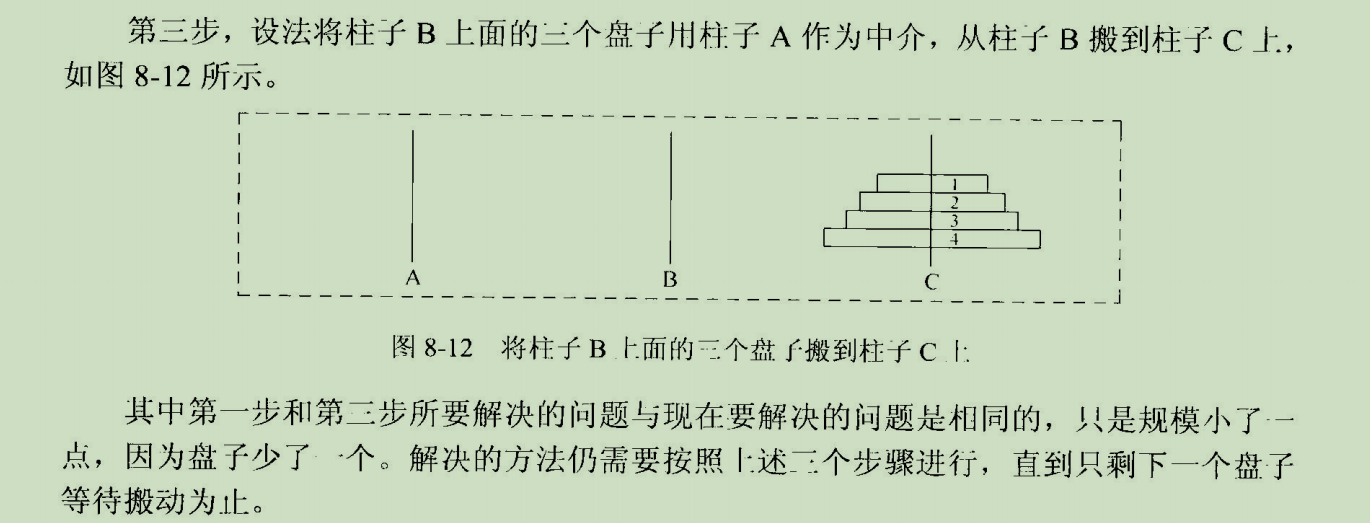 第三步，设法将柱子 B 上面的三个盘子用柱子 A 作为中介，从柱子 B 搬到柱子 C 上，
如图 8-12 所示。
1
2
3
4
A
B
C
图 8-12 将柱子 B 上面的三个盘子搬到柱子 C 上
其中第一步和第三步所要解决的问题与现在要解决的问题是相同的，只是规模小了一
点，因为盘子少了一个。解决的方法仍需要按照上述三个步骤进行，直到只剩下一个盘子
等待搬动为止。